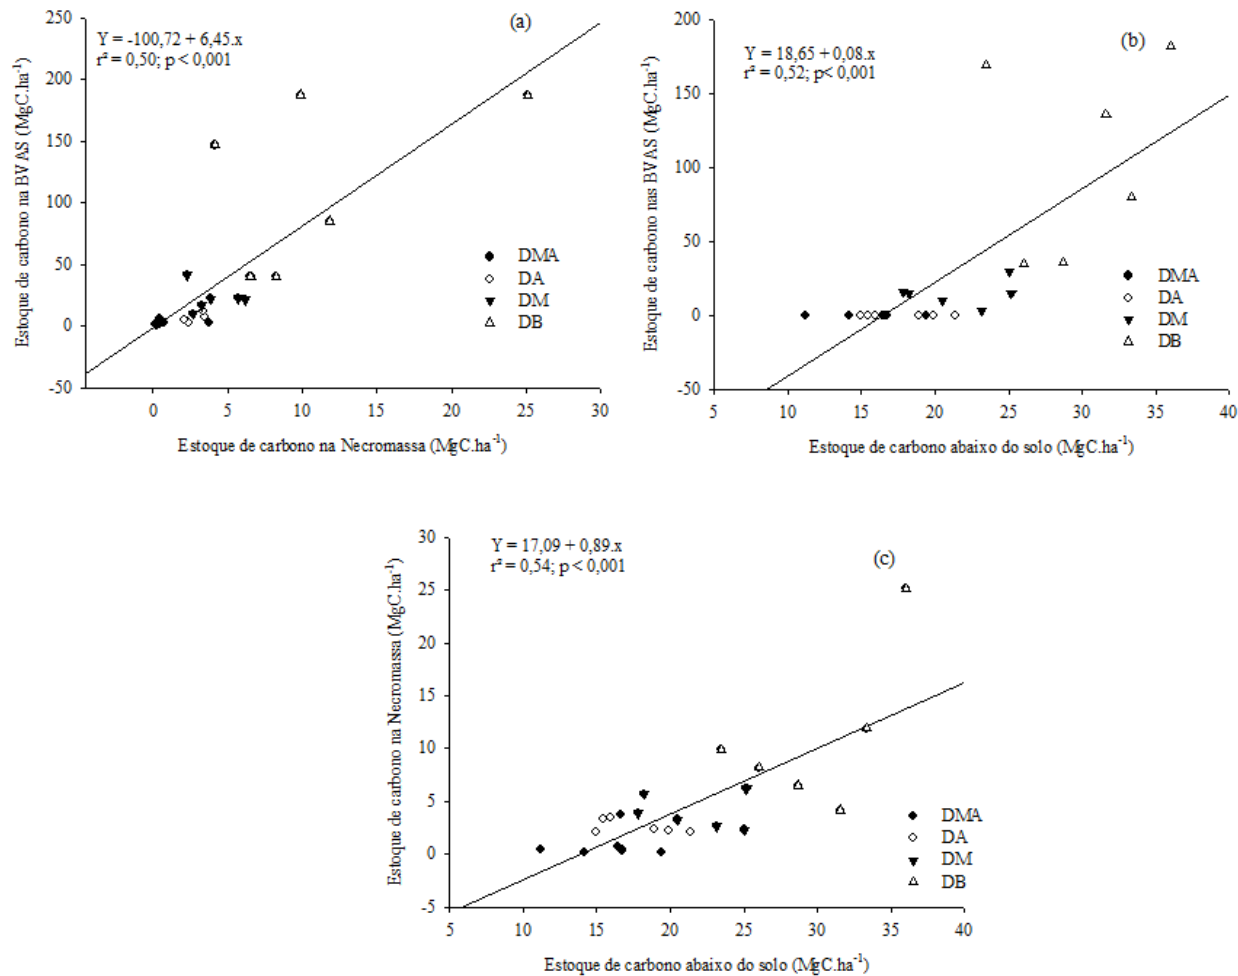 (a)
Y = -100,72 + 6,45.x
r² = 0,50; p < 0,001
Estoque de carbono na BVAS (MgC.ha⁻¹)
250
200
150
100
50
0
-50
DMA
DA
DM
DB
0 5 10 15 20 25 30
Estoque de carbono na Necromassa (MgC.ha⁻¹)
(b)
Y = 18,65 + 0,08.x
r² = 0,52; p< 0,001
Estoque de carbono nas BVAS (MgC.ha⁻¹)
200
150
100
50
0
-50
DMA
DA
DM
DB
5 10 15 20 25 30 35 40
Estoque de carbono abaixo do solo (MgC.ha⁻¹)
(c)
Y = 17,09 + 0,89.x
r² = 0,54; p < 0,001
Estoque de carbono na Necromassa (MgC.ha⁻¹)
30
25
20
15
10
5
0
-5
DMA
DA
DM
DB
5 10 15 20 25 30 35 40
Estoque de carbono abaixo do solo (MgC.ha⁻¹)